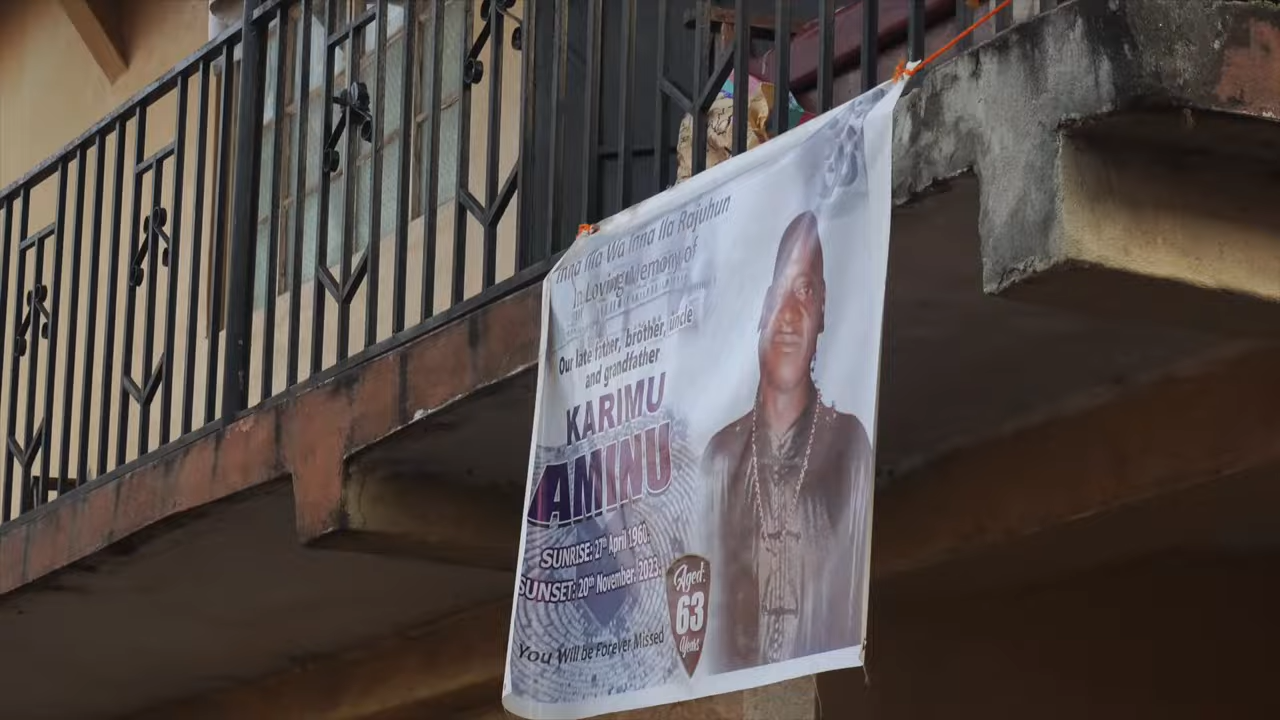 Inna lilla Wa Inna Ila Rajuhun
In Loving Memory of
Our late father, brother, uncle
and grandfather
KARIMU
AMINU
SUNRISE: 27th April 1960.
SUNSET: 20th November. 2023.
Aged:
63
Years
You Will be Forever Missed